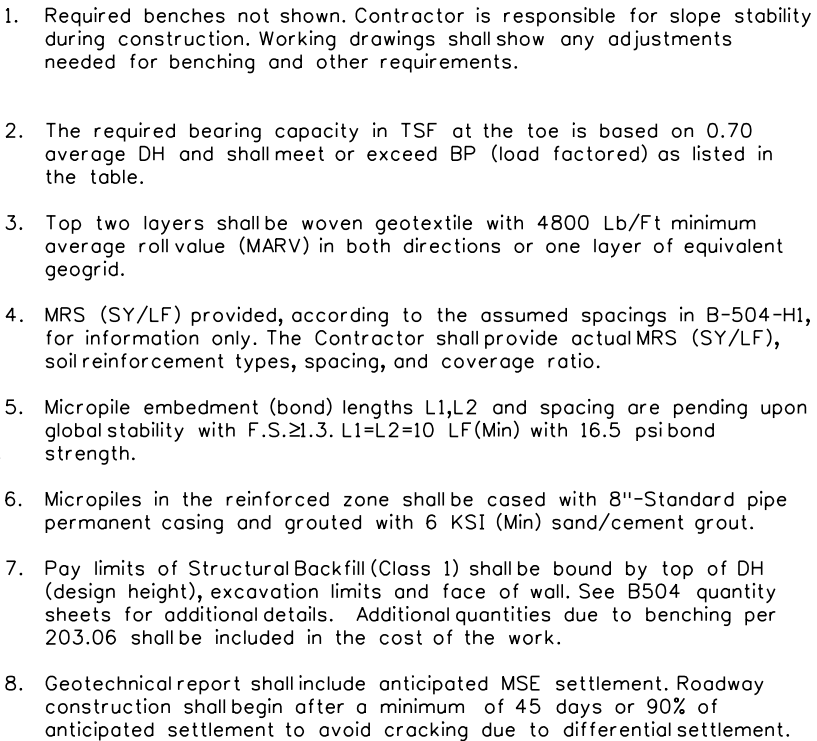 1. Required benches not shown. Contractor is responsible for slope stability
during construction. Working drawings shall show any adjustments
needed for benching and other requirements.
2. The required bearing capacity in TSF at the toe is based on 0.70
average DH and shall meet or exceed BP (load factored) as listed in
the table.
3. Top two layers shall be woven geotextile with 4800 Lb/Ft minimum
average roll value (MARV) in both directions or one layer of equivalent
geogrid.
4. MRS (SY/LF) provided, according to the assumed spacings in B-504-H1,
for information only. The Contractor shall provide actual MRS (SY/LF),
soil reinforcement types, spacing, and coverage ratio.
5. Micropile embedment (bond) lengths L1,L2 and spacing are pending upon
global stability with F.S.≥1.3. L1=L2=10 LF(Min) with 16.5 psi bond
strength.
6. Micropiles in the reinforced zone shall be cased with 8"-Standard pipe
permanent casing and grouted with 6 KSI (Min) sand/cement grout.
7. Pay limits of Structural Backfill (Class 1) shall be bound by top of DH
(design height), excavation limits and face of wall. See B504 quantity
sheets for additional details. Additional quantities due to benching per
203.06 shall be included in the cost of the work.
8. Geotechnical report shall include anticipated MSE settlement. Roadway
construction shall begin after a minimum of 45 days or 90% of
anticipated settlement to avoid cracking due to differential settlement.